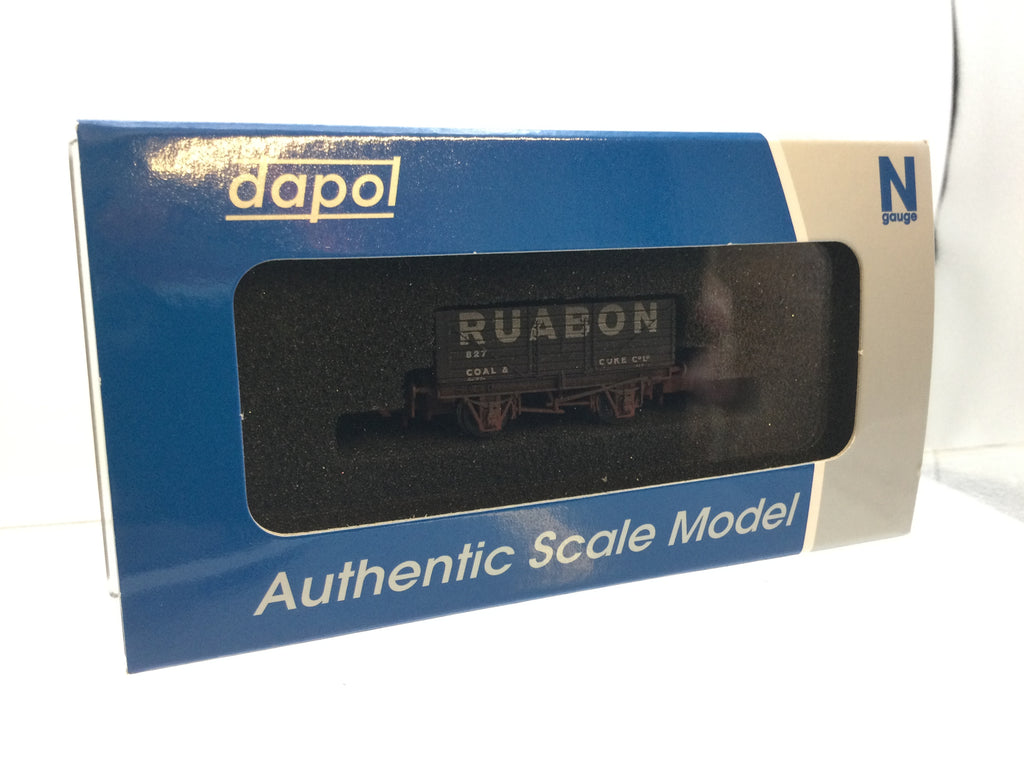 dapol
N
gauge
RUABON
827
COAL & COKE Co Ld
Authentic Scale Model